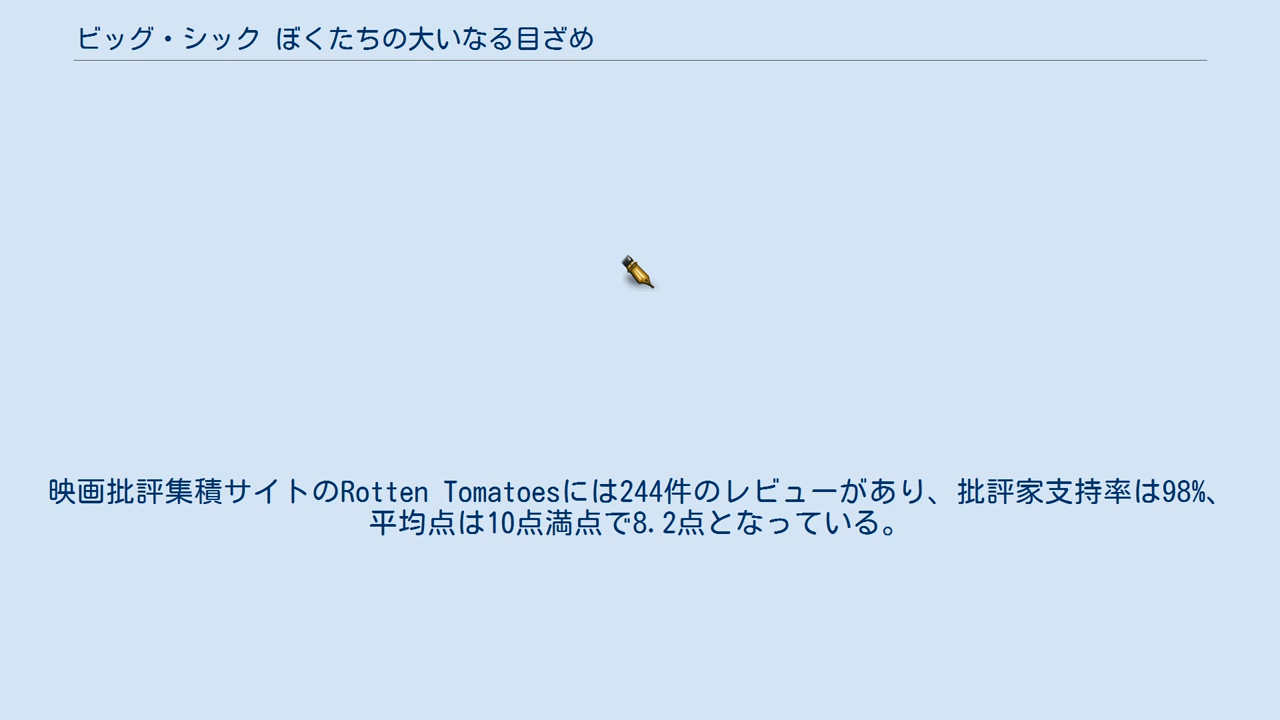 ビッグ・シック ぼくたちの大いなる目ざめ
映画批評集積サイトのRotten Tomatoesには244件のレビューがあり、批評家支持率は98%、
平均点は10点満点で8.2点となっている。